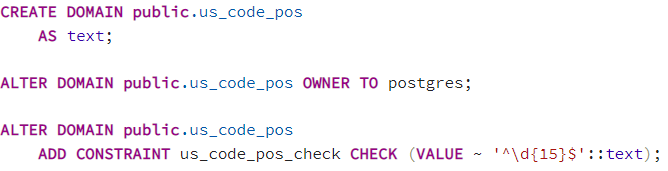 CREATE DOMAIN public.us_code_pos
AS text;
ALTER DOMAIN public.us_code_pos OWNER TO postgres;
ALTER DOMAIN public.us_code_pos
ADD CONSTRAINT us_code_pos_check CHECK (VALUE ~ '^\d{15}$'::text);